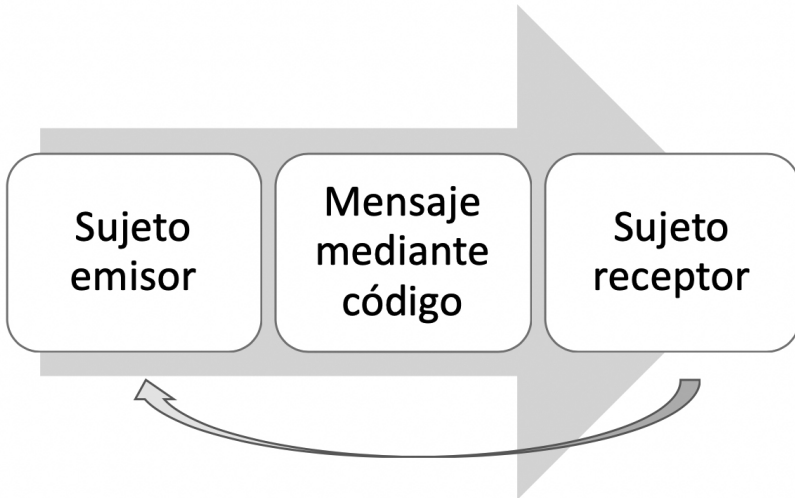 Sujeto
emisor
Mensaje
mediante
código
Sujeto
receptor